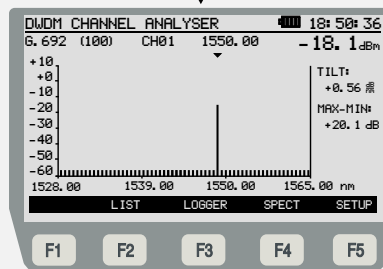 DWDM CHANNEL ANALYSER 18:50:36
G.692 (100) CH01 1550.00 -18.1dBm
+10
+0
-10
-20
-30
-40
-50
-60
TILT:
+0.56
MAX-MIN:
+20.1 dB
1528.00 1539.00 1550.00 1565.00 nm
LIST LOGGER SPECT SETUP
F1 F2 F3 F4 F5